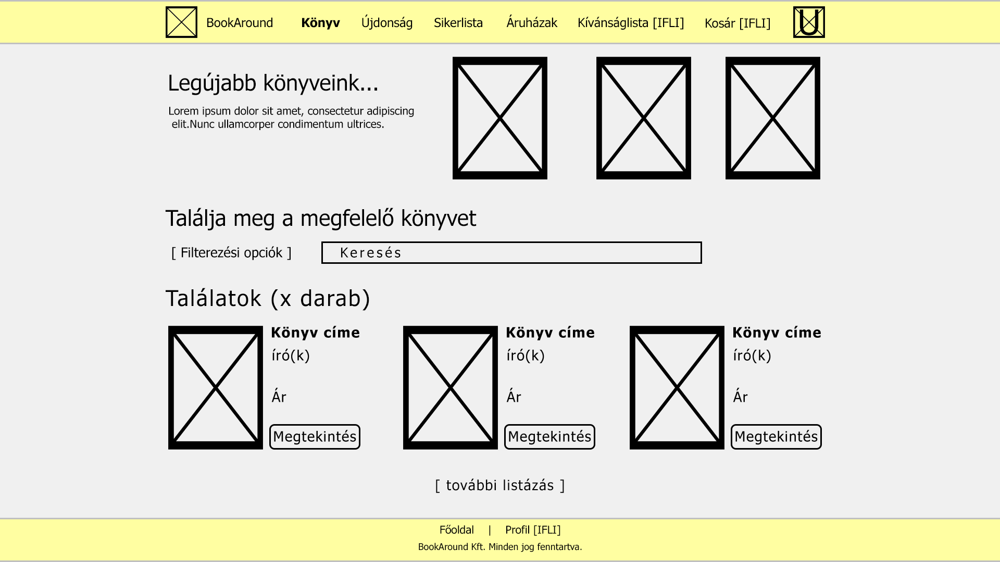 BookAround Könyv Újdonság Sikerlista Áruházak Kívánságlista [IFLI] Kosár [IFLI] U
Legújabb könyveink...
Lorem ipsum dolor sit amet, consectetur adipiscing
elit.Nunc ullamcorper condimentum ultrices.
Találja meg a megfelelő könyvet
[ Filterezési opciók ] Keresés
Találatok (x darab)
Könyv címe
író(k)
Ár
Megtekintés
Könyv címe
író(k)
Ár
Megtekintés
Könyv címe
író(k)
Ár
Megtekintés
[ további listázás ]
Főoldal | Profil [IFLI]
BookAround Kft. Minden jog fenntartva.